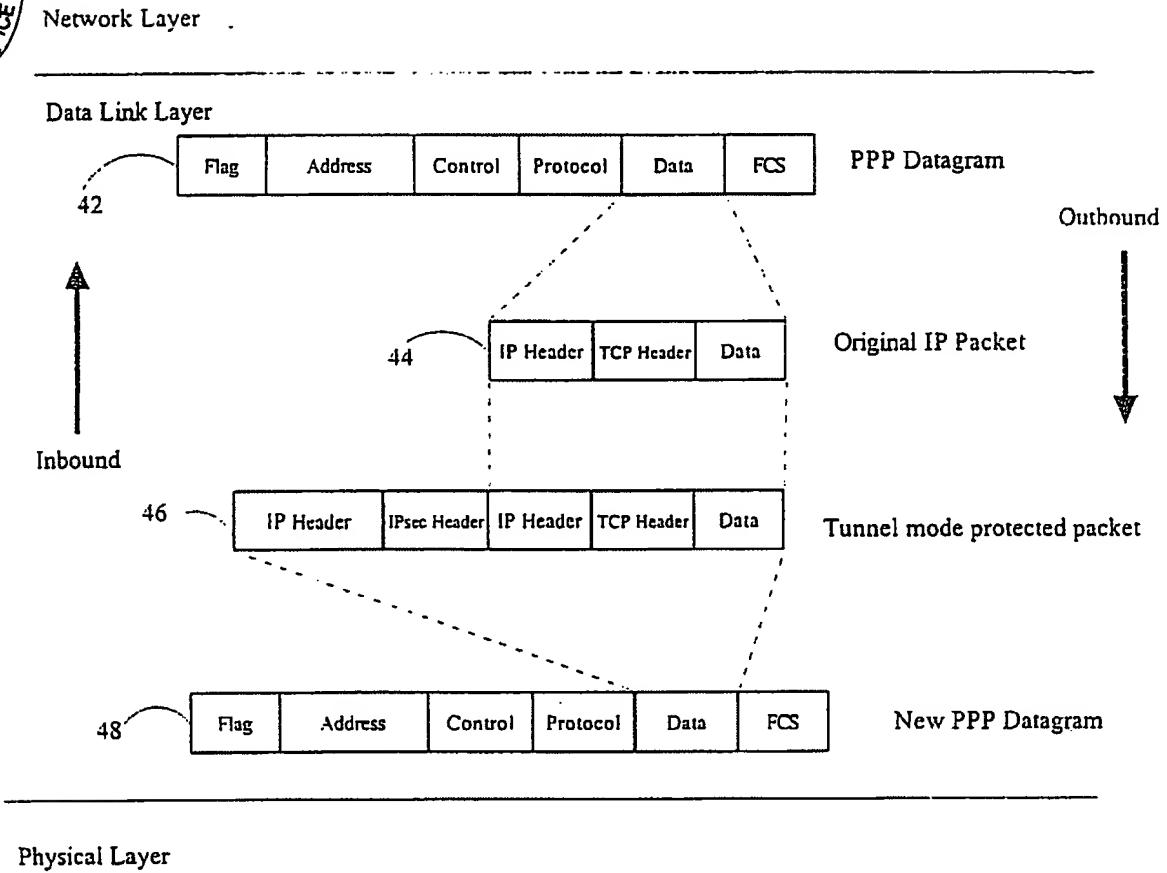 Network Layer
Data Link Layer
Flag Address Control Protocol Data FCS PPP Datagram
42
Outbound
44 IP Header TCP Header Data Original IP Packet
Inbound
46 IP Header IPsec Header IP Header TCP Header Data Tunnel mode protected packet
48 Flag Address Control Protocol Data FCS New PPP Datagram
Physical Layer